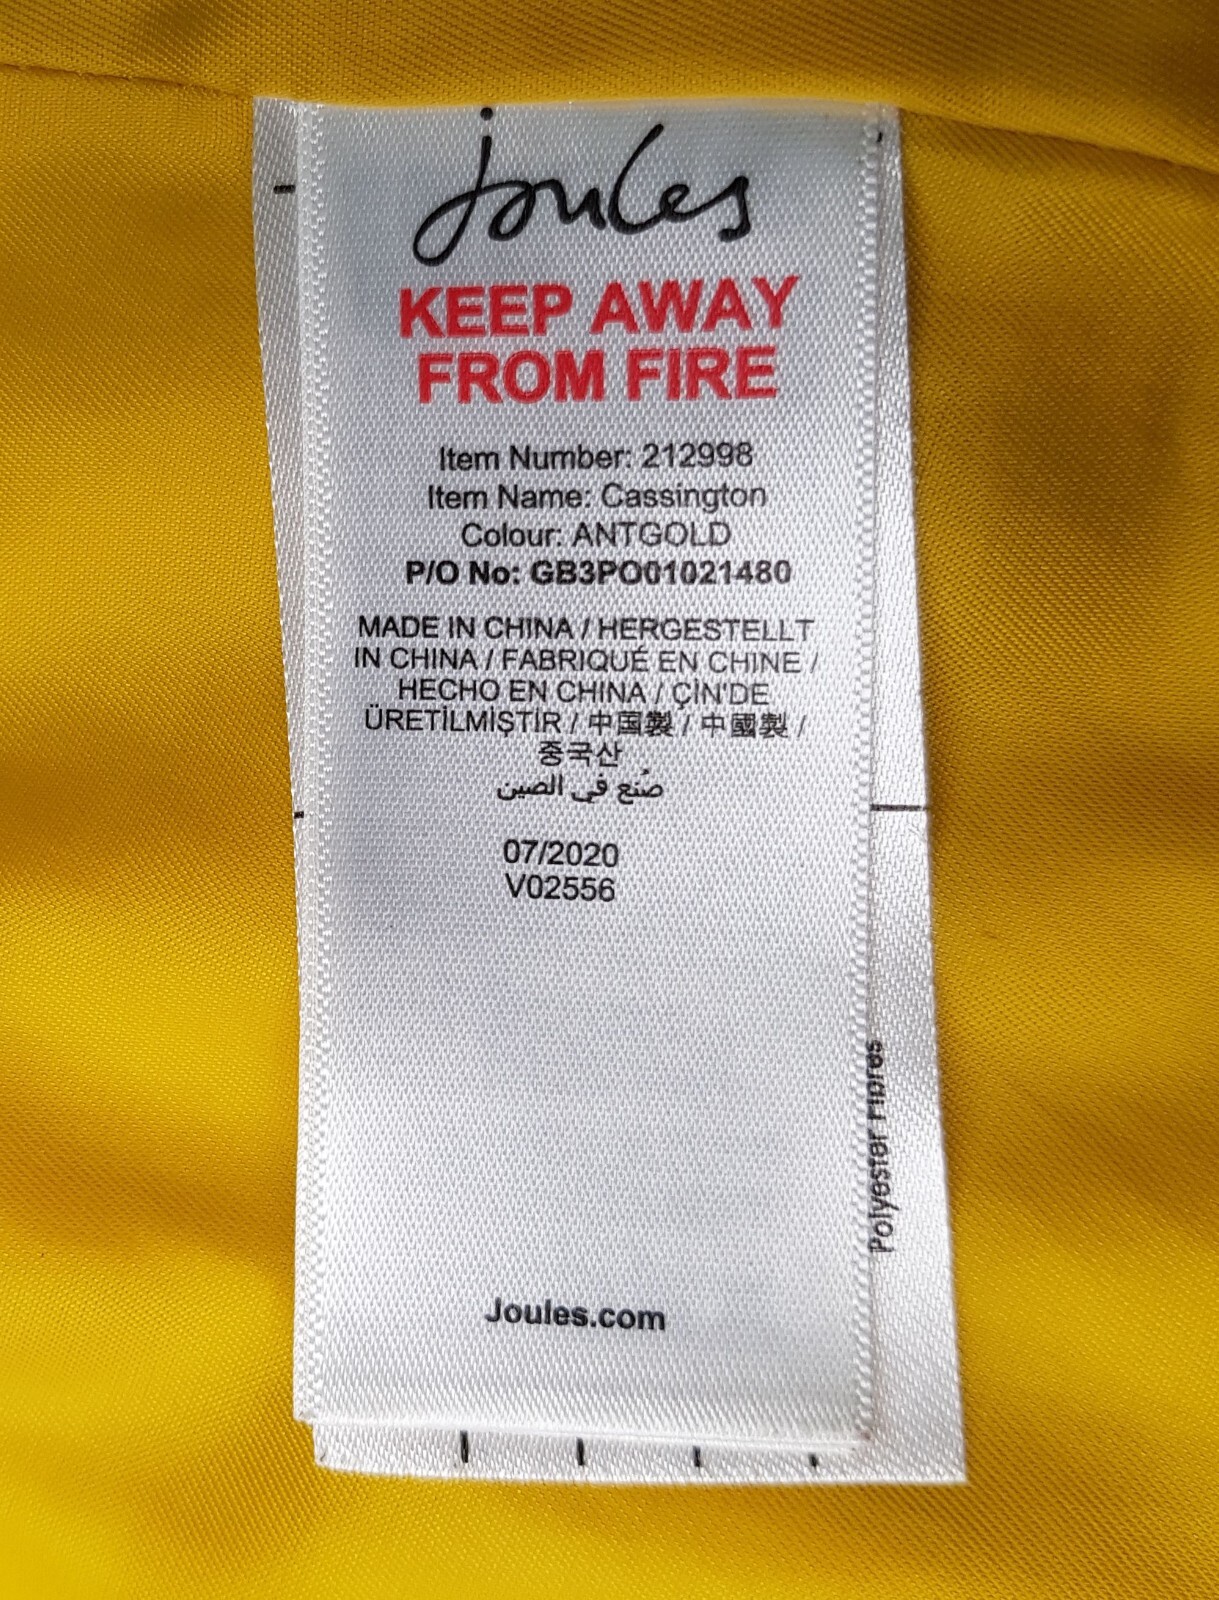 joules
KEEP AWAY
FROM FIRE
Item Number: 212998
Item Name: Cassington
Colour: ANTGOLD
P/O No: GB3PO01021480
MADE IN CHINA / HERGESTELLT
IN CHINA / FABRIQUÉ EN CHINE /
HECHO EN CHINA / ÇİN'DE
ÜRETİLMİŞTİR / 中国製 / 中國製 /
중국산
صُنع في الصين
07/2020
V02556
Polyester Fibres
Joules.com